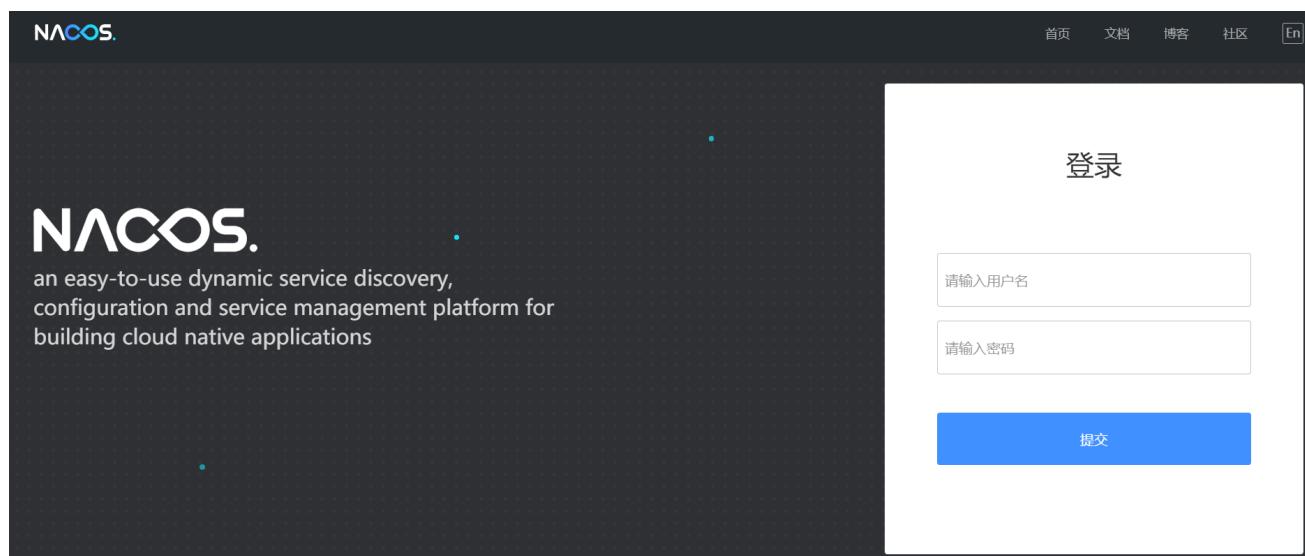 NACOS.
首页 文档 博客 社区 En
登录
NACOS.
an easy-to-use dynamic service discovery,
configuration and service management platform for
building cloud native applications
请输入用户名
请输入密码
提交